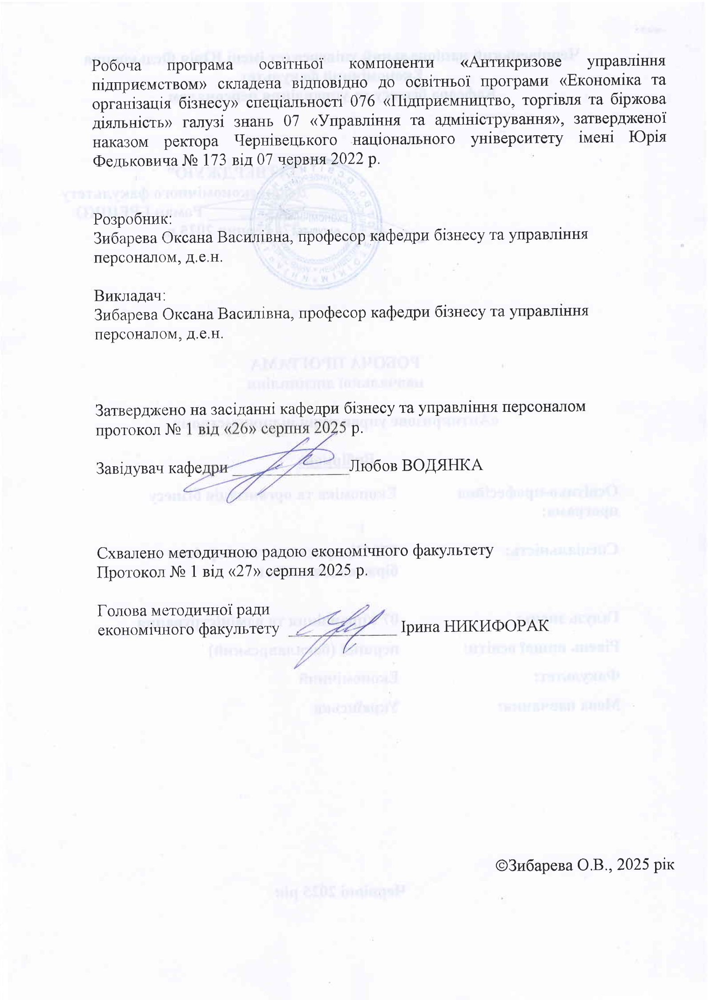 Робоча програма освітньої компоненти «Антикризове управління
підприємством» складена відповідно до освітньої програми «Економіка та
організація бізнесу» спеціальності 076 «Підприємництво, торгівля та біржова
діяльність» галузі знань 07 «Управління та адміністрування», затвердженої
наказом ректора Чернівецького національного університету імені Юрія
Федьковича № 173 від 07 червня 2022 р.
Розробник:
Зибарева Оксана Василівна, професор кафедри бізнесу та управління
персоналом, д.е.н.
Викладач:
Зибарева Оксана Василівна, професор кафедри бізнесу та управління
персоналом, д.е.н.
Затверджено на засіданні кафедри бізнесу та управління персоналом
протокол № 1 від «26» серпня 2025 р.
Завідувач кафедри ______________ Любов ВОДЯНКА
Схвалено методичною радою економічного факультету
Протокол № 1 від «27» серпня 2025 р.
Голова методичної ради
економічного факультету _____________ Ірина НИКИФОРАК
©Зибарева О.В., 2025 рік